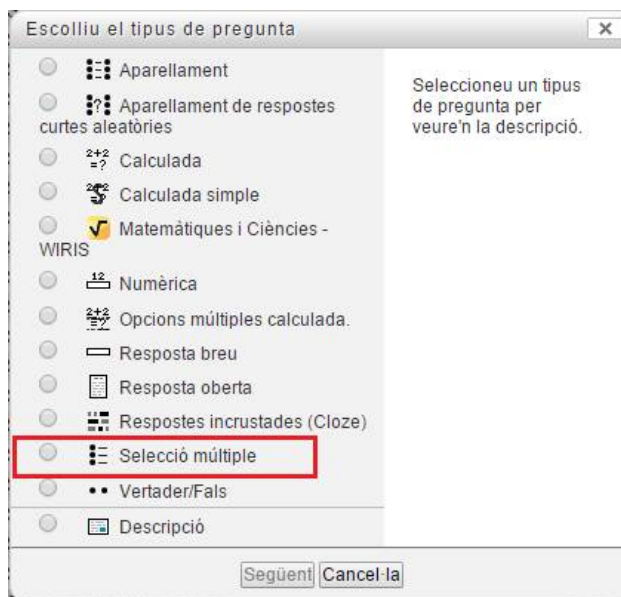 Escolliu el tipus de pregunta
Aparellament
Aparellament de respostes
curtes aleatòries
2+2
=?
Calculada
Calculada simple
Matemàtiques i Ciències -
WIRIS
12
Numèrica
2+2
=?
Opcions múltiples calculada.
Resposta breu
Resposta oberta
Respostes incrustades (Cloze)
Selecció múltiple
Vertader/Fals
Descripció
Seleccioneu un tipus
de pregunta per
veure'n la descripció.
Següent Cancel·la